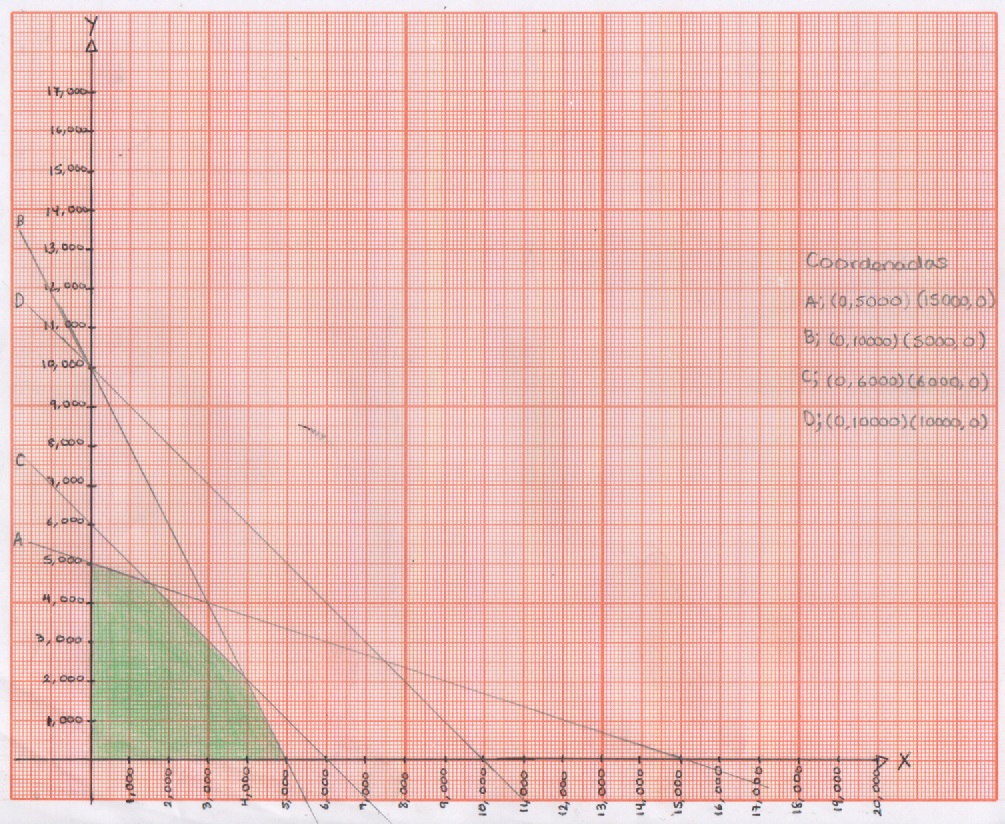 Y
17,000
16,000
15,000
14,000
B
13,000
12,000
D
11,000
10,000
9,000
8,000
C
7,000
6,000
A
5,000
4,000
3,000
2,000
1,000
Coordenadas
A; (0,5000) (15000,0)
B; (0,10000) (5000,0)
C; (0,6000) (6000,0)
D; (0,10000) (10000,0)
X
1,000 2,000 3,000 4,000 5,000 6,000 7,000 8,000 9,000 10,000 11,000 12,000 13,000 14,000 15,000 16,000 17,000 18,000 19,000 20,000